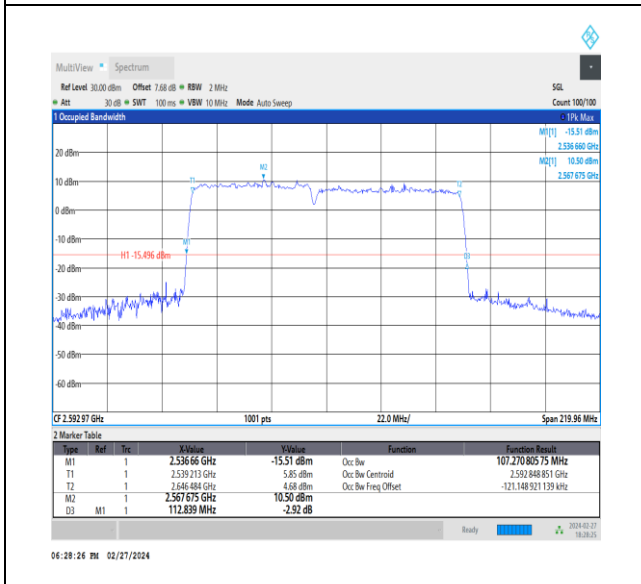 MultiView Spectrum
Ref Level 30.00 dBm Offset 7.68 dB RBW 2 MHz SGL
Att 30 dB SWT 100 ms VBW 10 MHz Mode Auto Sweep Count 100/100
1 Occupied Bandwidth 1Pk Max
M1[1] -15.51 dBm
2.536 660 GHz
M2[1] 10.50 dBm
2.567 675 GHz
20 dBm
M2
T1
T2
10 dBm
0 dBm
-10 dBm
M1
H1 -15.496 dBm
D3
-20 dBm
-30 dBm
-40 dBm
-50 dBm
-60 dBm
CF 2.592 97 GHz 1001 pts 22.0 MHz/ Span 219.96 MHz
2 Marker Table
Type Ref Trc X-Value Y-Value Function Function Result
M1 1 2.536 66 GHz -15.51 dBm Occ Bw 107.270 805 75 MHz
T1 1 2.539 213 GHz 5.85 dBm Occ Bw Centroid 2.592 848 851 GHz
T2 1 2.646 484 GHz 4.68 dBm Occ Bw Freq Offset -121.148 921 139 kHz
M2 1 2.567 675 GHz 10.50 dBm
D3 M1 1 112.839 MHz -2.92 dB
Ready 2024-02-27
18:28:25
06:28:26 PM 02/27/2024